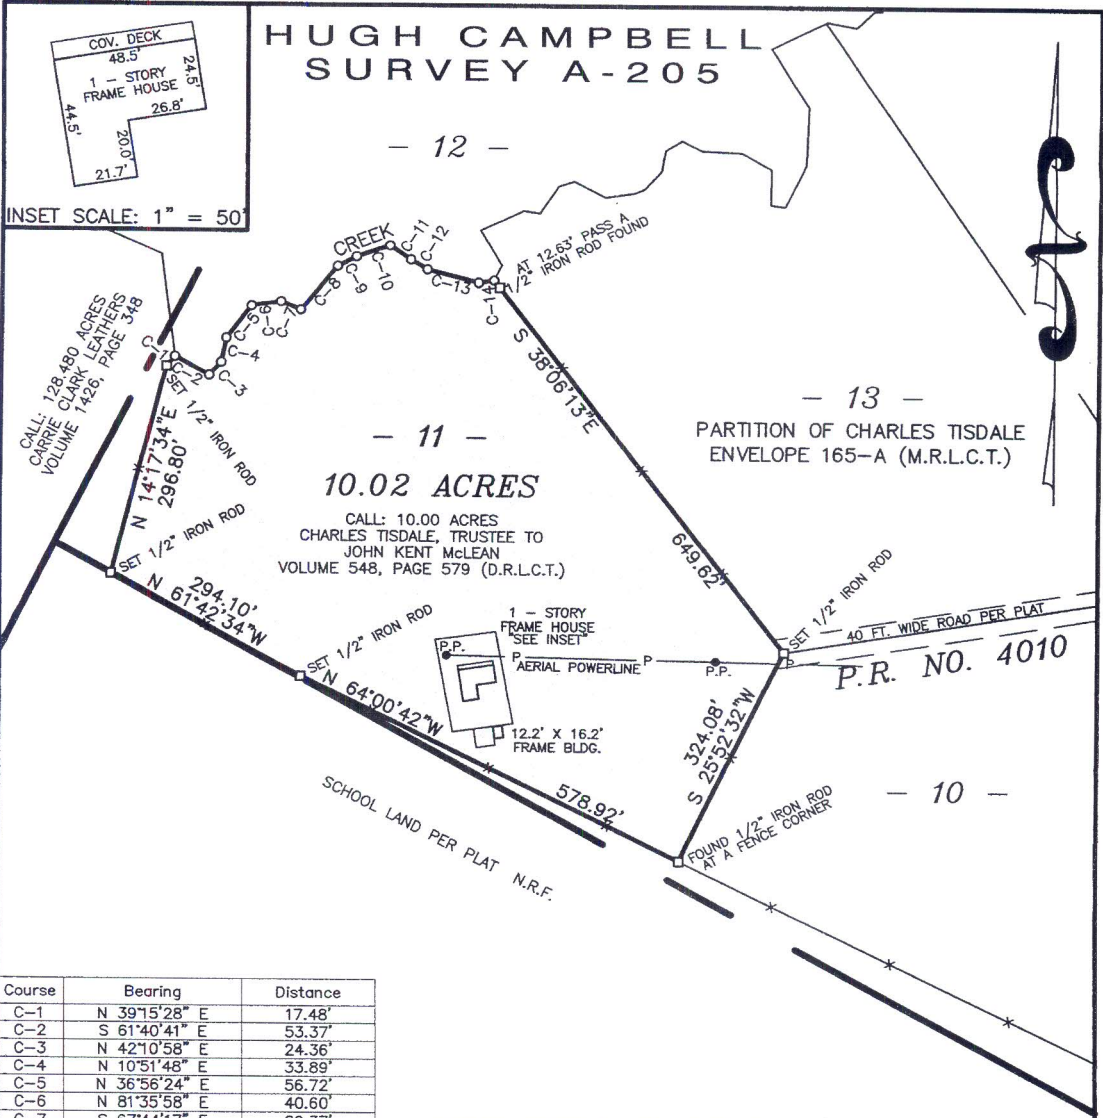 HUGH CAMPBELL
SURVEY A-205
COV. DECK
48.5'
24.5'
1 - STORY
FRAME HOUSE
26.8'
44.5'
20.0'
21.7'
INSET SCALE: 1" = 50'
- 12 -
CREEK
C-11
C-12
C-10
C-9
C-8
C-13
C-14
AT 12.63' PASS A
1/2" IRON ROD FOUND
C-7
C-6
C-5
C-4
C-3
C-2
C-1
CALL: 128.480 ACRES
CARRIE CLARK LEATHERS
VOLUME 1426, PAGE 348
SET 1/2" IRON ROD
N 14°17'34"E
296.80'
SET 1/2" IRON ROD
S 38°06'13"E
649.62'
- 13 -
PARTITION OF CHARLES TISDALE
ENVELOPE 165-A (M.R.L.C.T.)
- 11 -
10.02 ACRES
CALL: 10.00 ACRES
CHARLES TISDALE, TRUSTEE TO
JOHN KENT McLEAN
VOLUME 548, PAGE 579 (D.R.L.C.T.)
294.10'
N 61°42'34"W
SET 1/2" IRON ROD
1 - STORY
FRAME HOUSE
"SEE INSET"
P.P.
P
AERIAL POWERLINE
P
P.P.
P
SET 1/2" IRON ROD
40 FT. WIDE ROAD PER PLAT
P.R. NO. 4010
N 64°00'42"W
578.92'
12.2' X 16.2'
FRAME BLDG.
324.08'
S 25°52'32"W
- 10 -
FOUND 1/2" IRON ROD
AT A FENCE CORNER
SCHOOL LAND PER PLAT N.R.F.
Course Bearing Distance
C-1 N 39°15'28" E 17.48'
C-2 S 61°40'41" E 53.37'
C-3 N 42°10'58" E 24.36'
C-4 N 10°51'48" E 33.89'
C-5 N 36°56'24" E 56.72'
C-6 N 81°35'58" E 40.60'